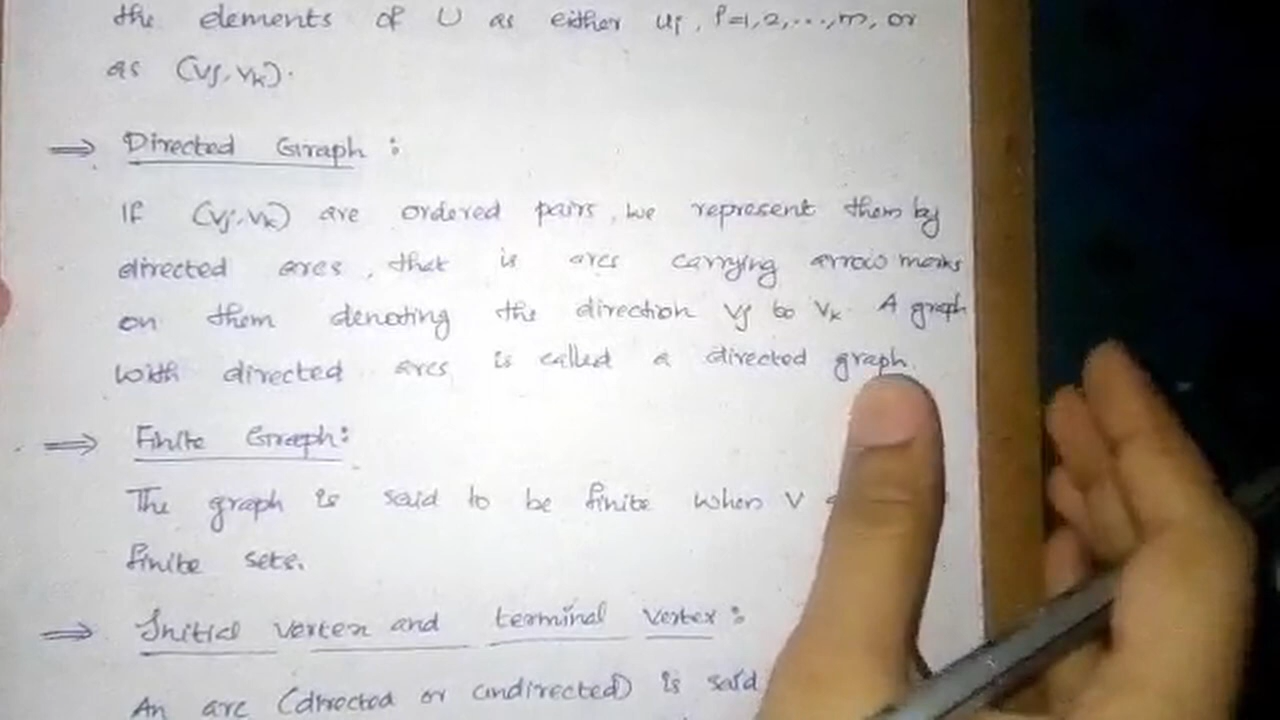 the elements of U as either ui, i=1,2,...,m, or
as (vj, vk).
⇒ Directed Graph :
If (vj, vk) are ordered pairs, we represent them by
directed arcs, that is arcs carrying arrow marks
on them denoting the direction vj to vk. A graph
with directed arcs is called a directed graph.
⇒ Finite Graph:
The graph is said to be finite when V
finite sets.
⇒ Initial vertex and terminal vertex :
An arc (directed or undirected) is said